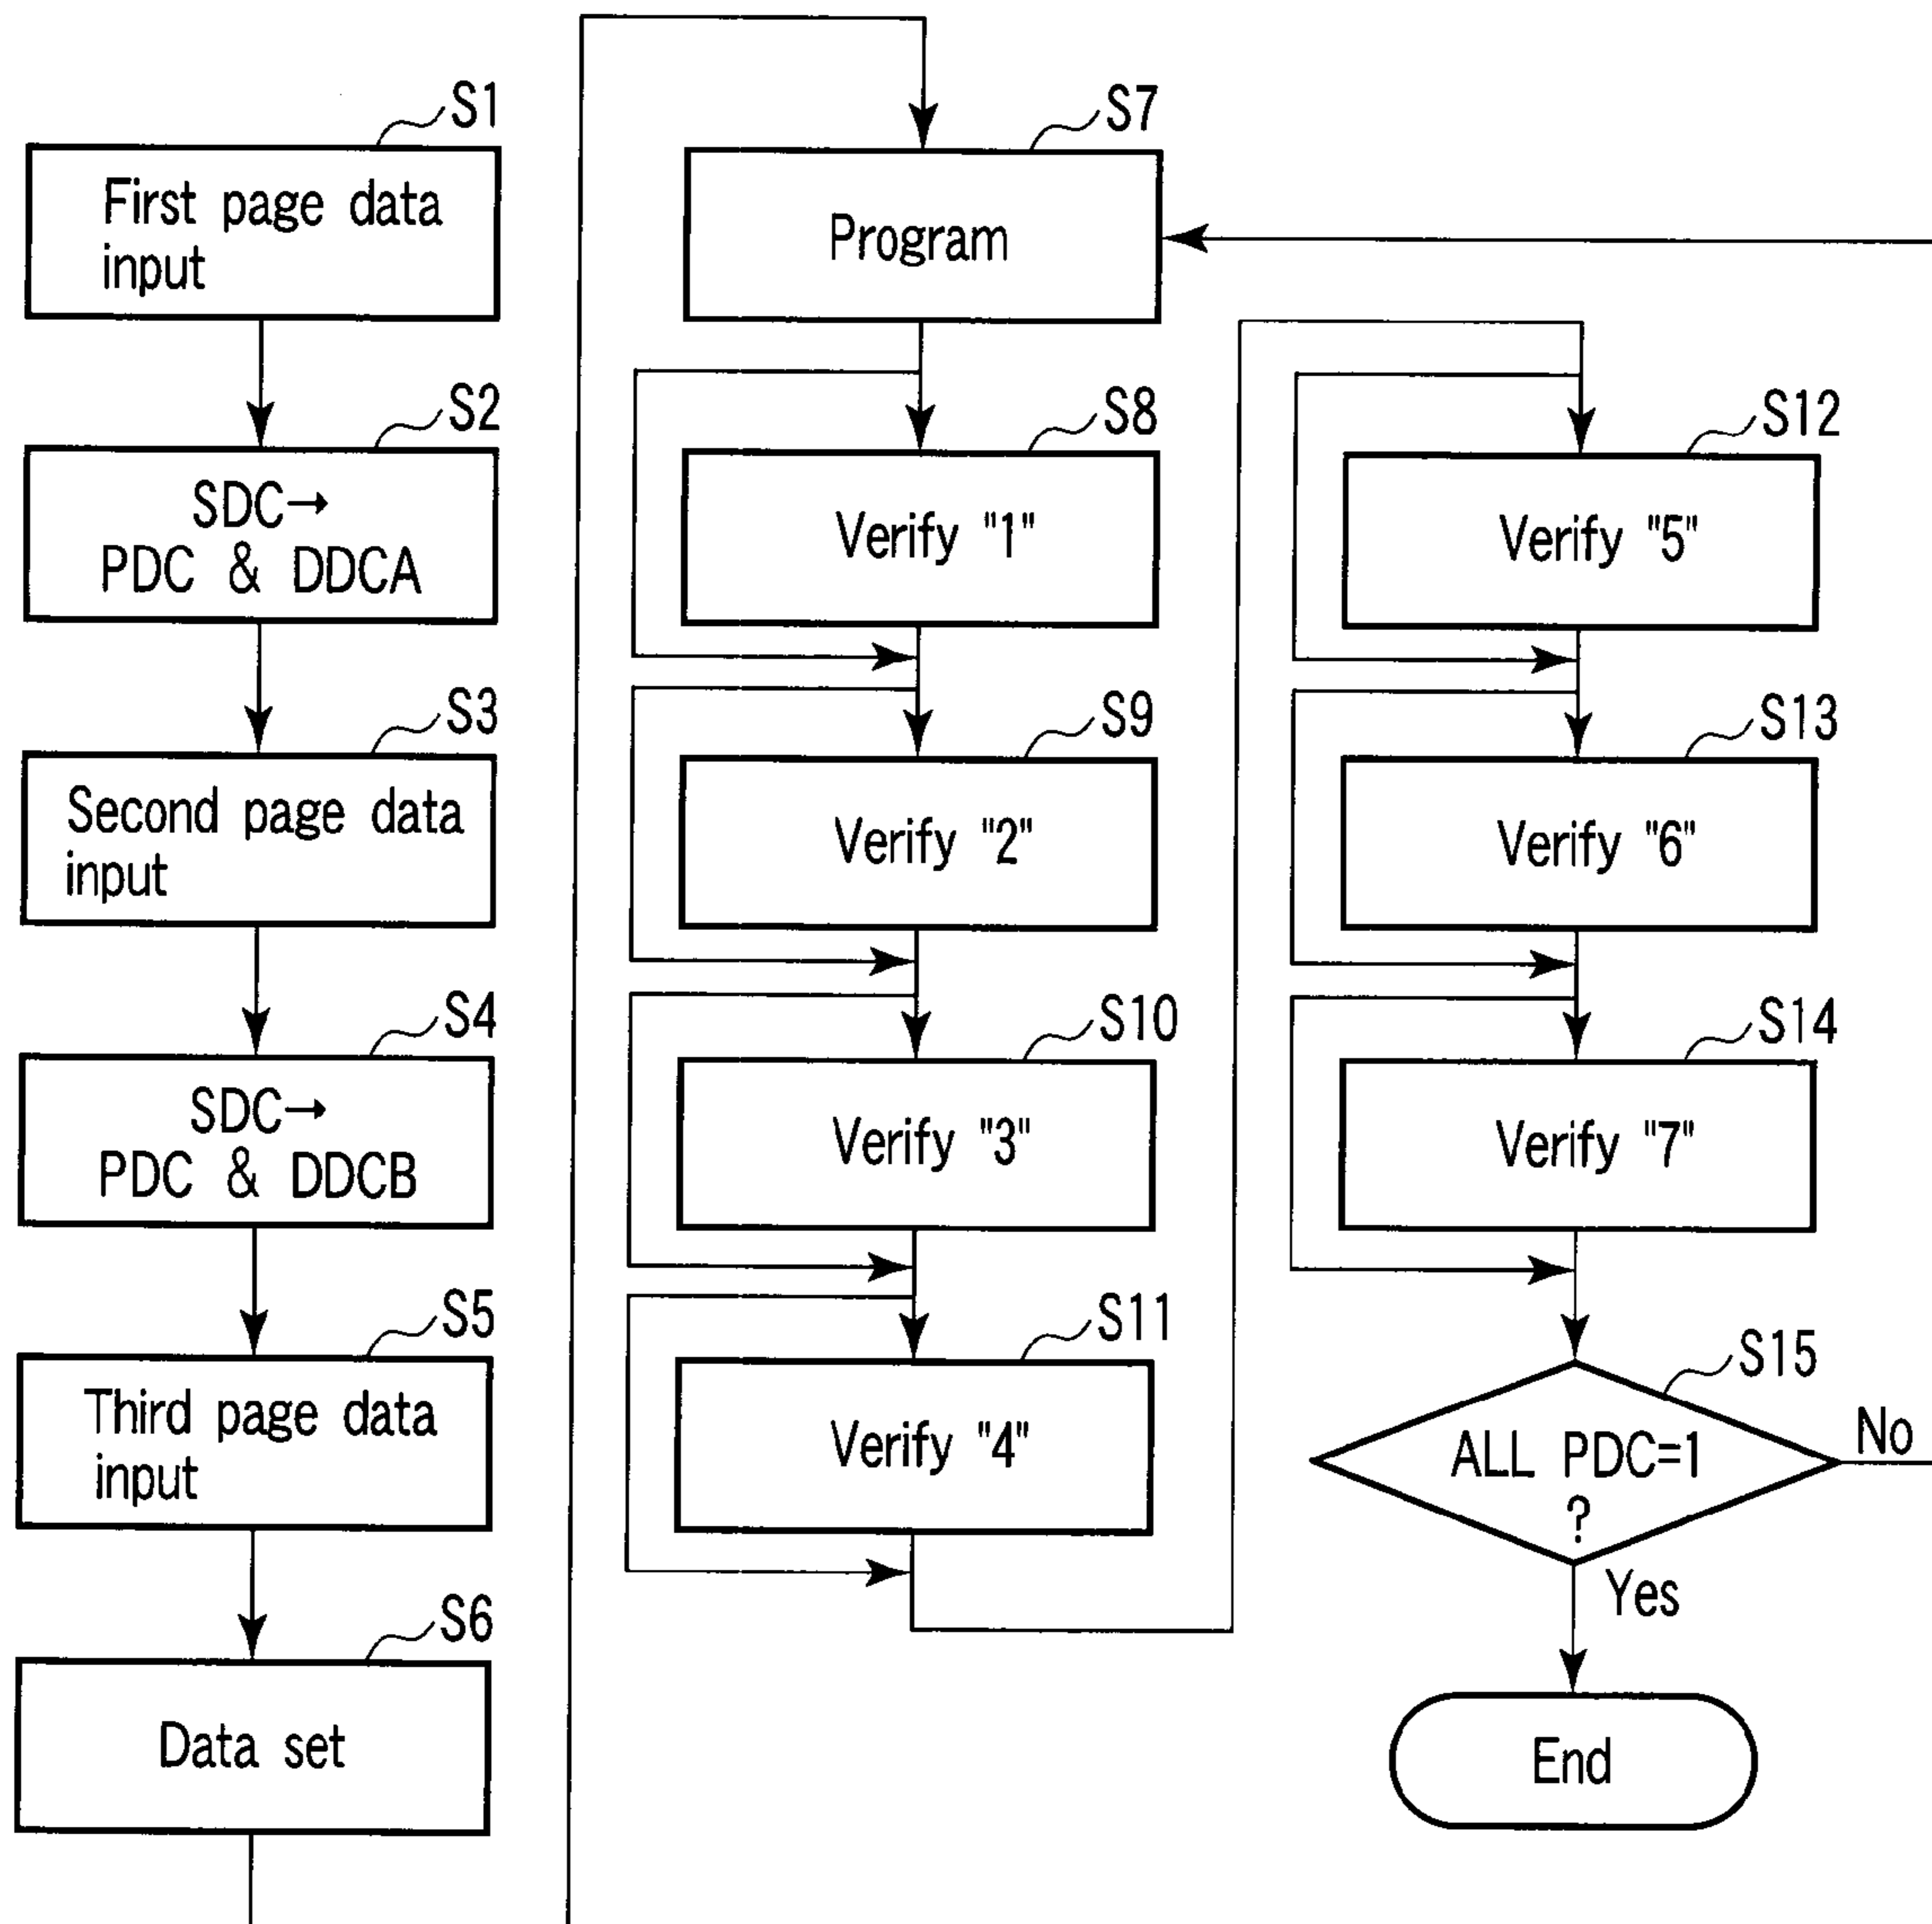 S1
First page data
input
S2
SDC→
PDC & DDCA
S3
Second page data
input
S4
SDC→
PDC & DDCB
S5
Third page data
input
S6
Data set
S7
Program
S8
Verify "1"
S9
Verify "2"
S10
Verify "3"
S11
Verify "4"
S12
Verify "5"
S13
Verify "6"
S14
Verify "7"
S15
ALL PDC=1
?
No
Yes
End